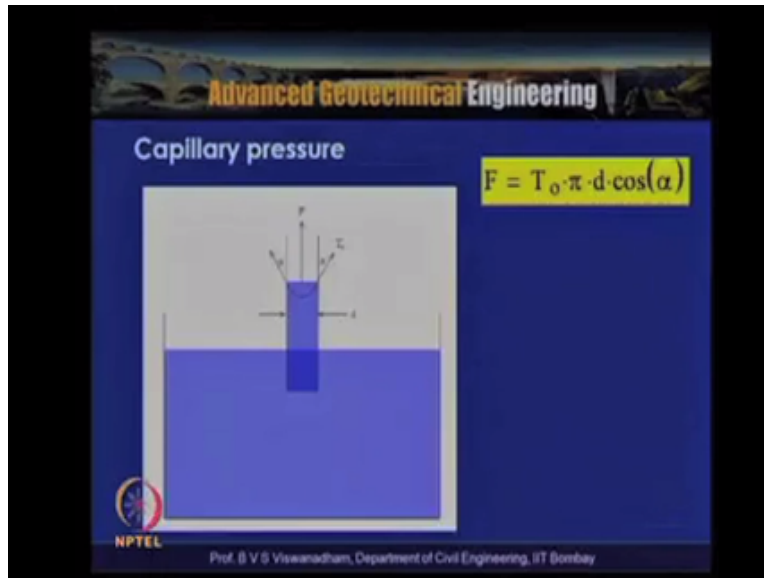 Advanced Geotechnical Engineering
Capillary pressure
F = T₀·π·d·cos(α)
F
d
NPTEL
Prof. B V S Viswanadham, Department of Civil Engineering, IIT Bombay